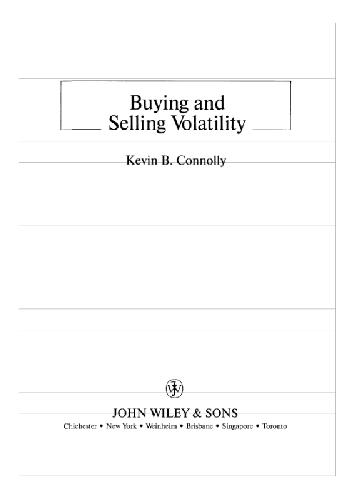 Buying and
Selling Volatility
Kevin B. Connolly
JOHN WILEY & SONS
Chichester • New York • Weinheim • Brisbane • Singapore • Toronto